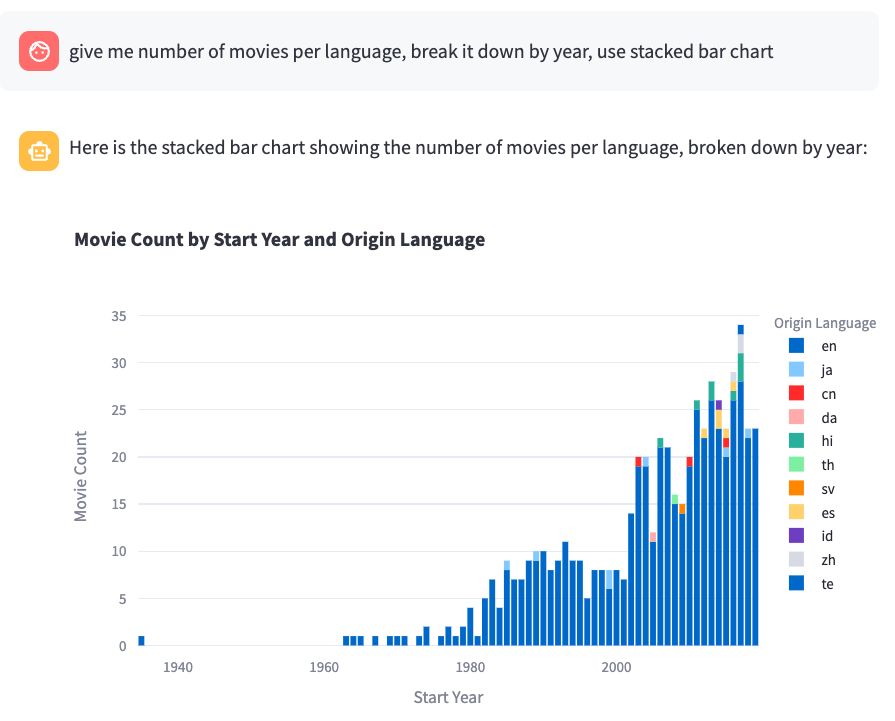 give me number of movies per language, break it down by year, use stacked bar chart
Here is the stacked bar chart showing the number of movies per language, broken down by year:
Movie Count by Start Year and Origin Language
35
30
25
20
15
10
5
0
Movie Count
1940
1960
1980
2000
Start Year
Origin Language
en
ja
cn
da
hi
th
sv
es
id
zh
te